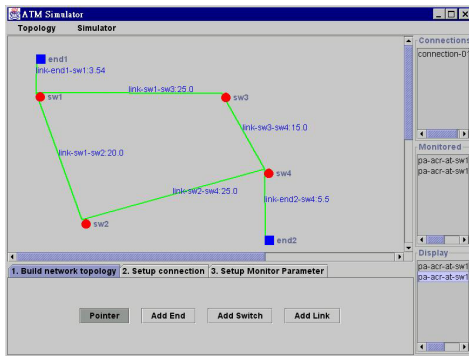 ATM Simulator
Topology Simulator
end1
link-end1-sw1:3.54
sw1
link-sw1-sw3:25.0
sw3
link-sw3-sw4:15.0
link-sw1-sw2:20.0
sw4
link-sw2-sw4:25.0
link-end2-sw4:5.5
sw2
end2
Connections
connection-01
Monitored
pa-acr-at-sw1
pa-acr-at-sw1
Display
pa-acr-at-sw1
pa-acr-at-sw1
1. Build network topology 2. Setup connection 3. Setup Monitor Parameter
Pointer Add End Add Switch Add Link